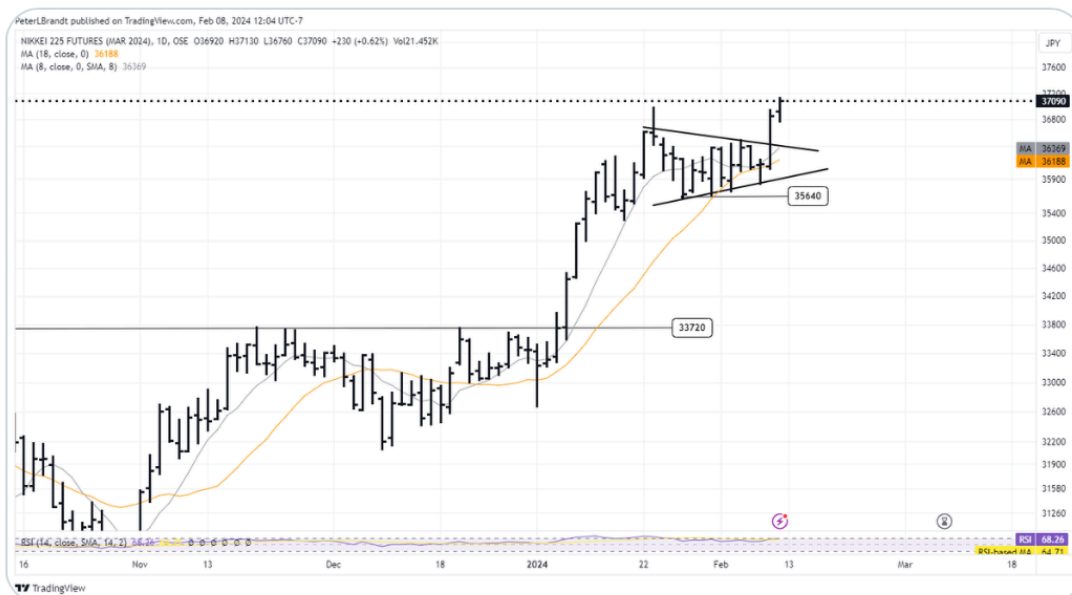 PeterLBrandt published on TradingView.com, Feb 08, 2024 12:04 UTC-7
NIKKEI 225 FUTURES (MAR 2024), 1D, OSE O36920 H37130 L36760 C37090 +230 (+0.62%) Vol21.452K
JPY
MA (18, close, 0) 36188
MA (8, close, 0, SMA, 8) 36369
37600
37200
37090
36800
MA 36369
MA 36188
35900
35640
35400
35000
34600
34200
33800
33720
33400
33000
32600
32200
31900
31580
31260
RSI (14, close, SMA, 14, 2) 68.26
RSI 68.26
RSI-based MA 64.71
16 Nov 13 Dec 18 2024 22 Feb 13 Mar 18
TradingView